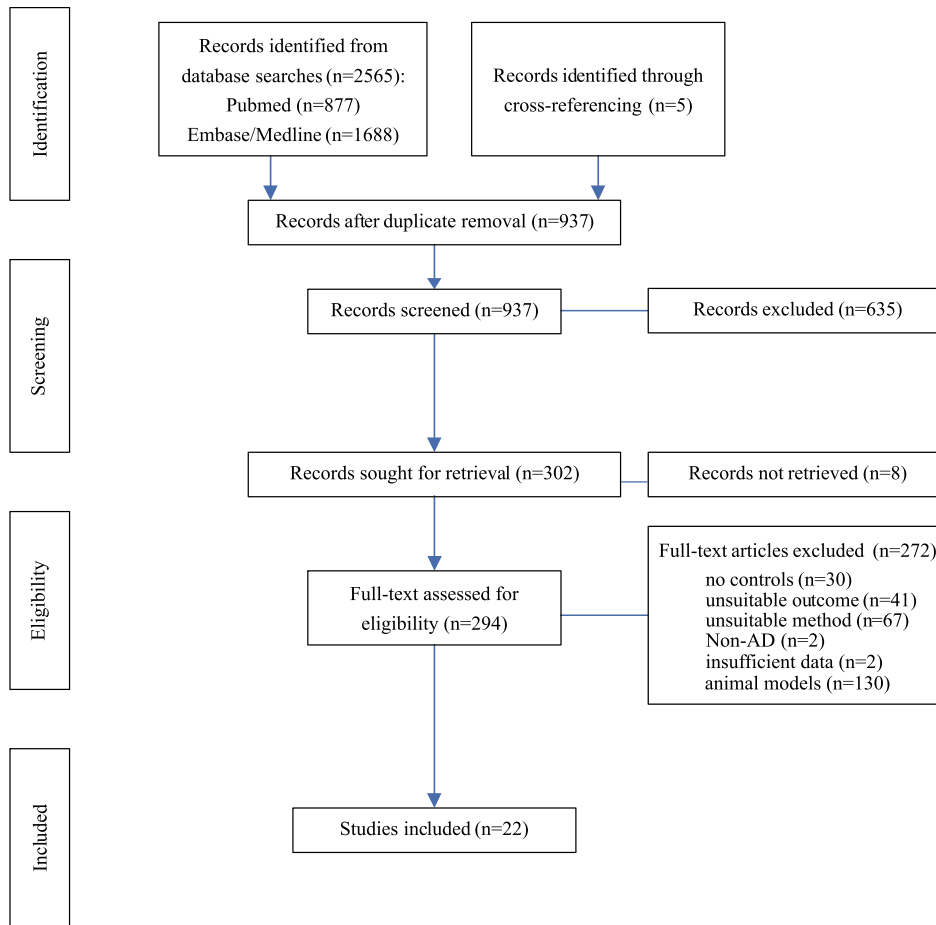 Identification
Records identified from
database searches (n=2565):
Pubmed (n=877)
Embase/Medline (n=1688)
Records identified through
cross-referencing (n=5)
Records after duplicate removal (n=937)
Screening
Records screened (n=937)
Records excluded (n=635)
Records sought for retrieval (n=302)
Records not retrieved (n=8)
Eligibility
Full-text assessed for
eligibility (n=294)
Full-text articles excluded (n=272)
no controls (n=30)
unsuitable outcome (n=41)
unsuitable method (n=67)
Non-AD (n=2)
insufficient data (n=2)
animal models (n=130)
Included
Studies included (n=22)